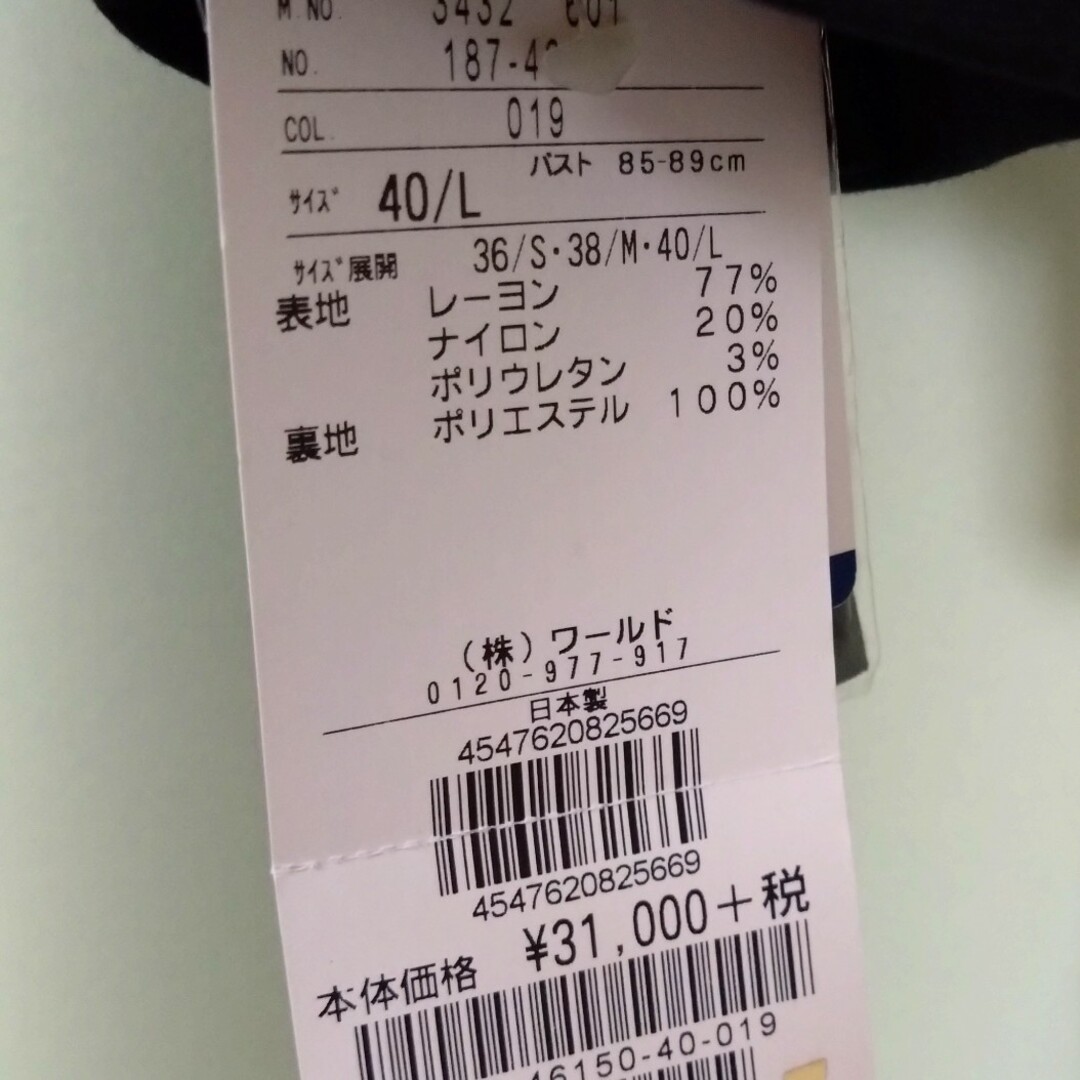 M.NO. 3432 601
NO. 187-4
COL. 019
バスト 85-89cm
サイズ 40/L
サイズ展開 36/S・38/M・40/L
表地 レーヨン 77%
ナイロン 20%
ポリウレタン 3%
裏地 ポリエステル 100%
(株)ワールド
0120-977-917
日本製
4547620825669
4547620825669
本体価格 ¥31,000+税
46150-40-019